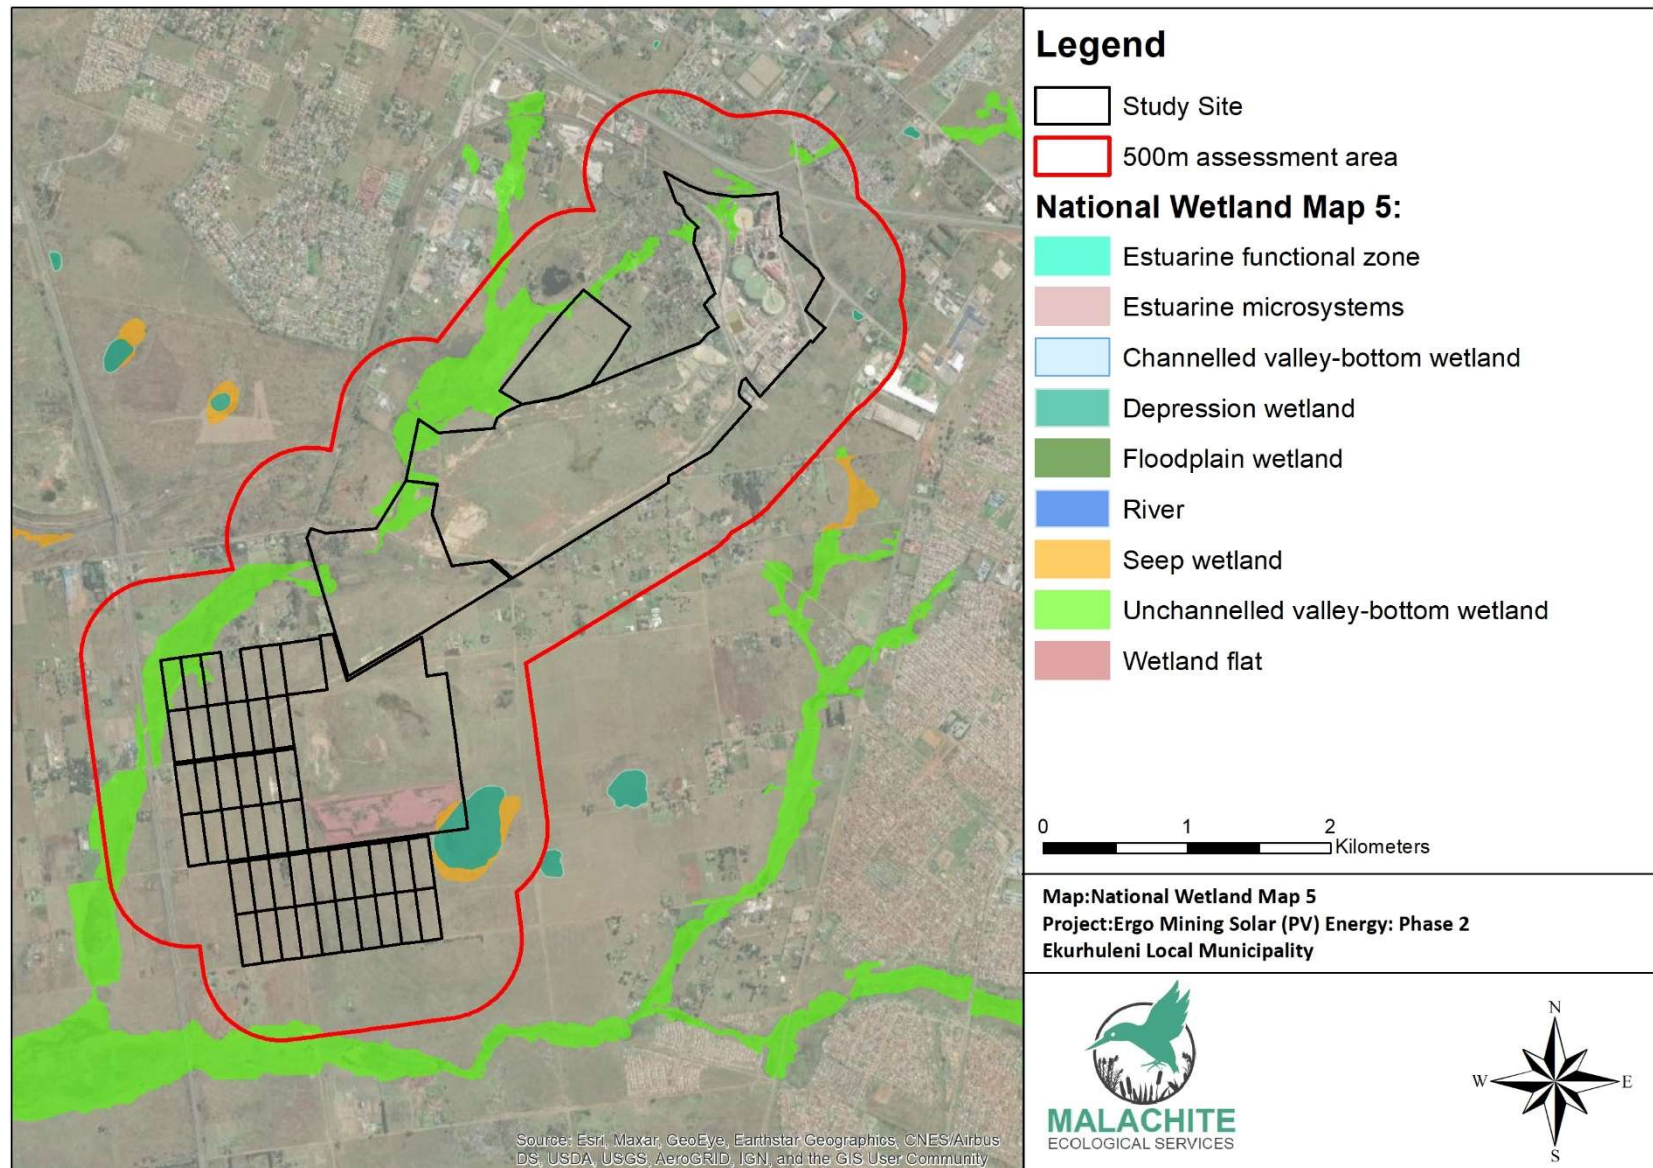 Legend
Study Site
500m assessment area
National Wetland Map 5:
Estuarine functional zone
Estuarine microsystems
Channelled valley-bottom wetland
Depression wetland
Floodplain wetland
River
Seep wetland
Unchannelled valley-bottom wetland
Wetland flat
0 1 2
Kilometers
Map:National Wetland Map 5
Project:Ergo Mining Solar (PV) Energy: Phase 2
Ekurhuleni Local Municipality
MALACHITE
ECOLOGICAL SERVICES
N
W E
S
Source: Esri, Maxar, GeoEye, Earthstar Geographics, CNES/Airbus
DS, USDA, USGS, AeroGRID, IGN, and the GIS User Community